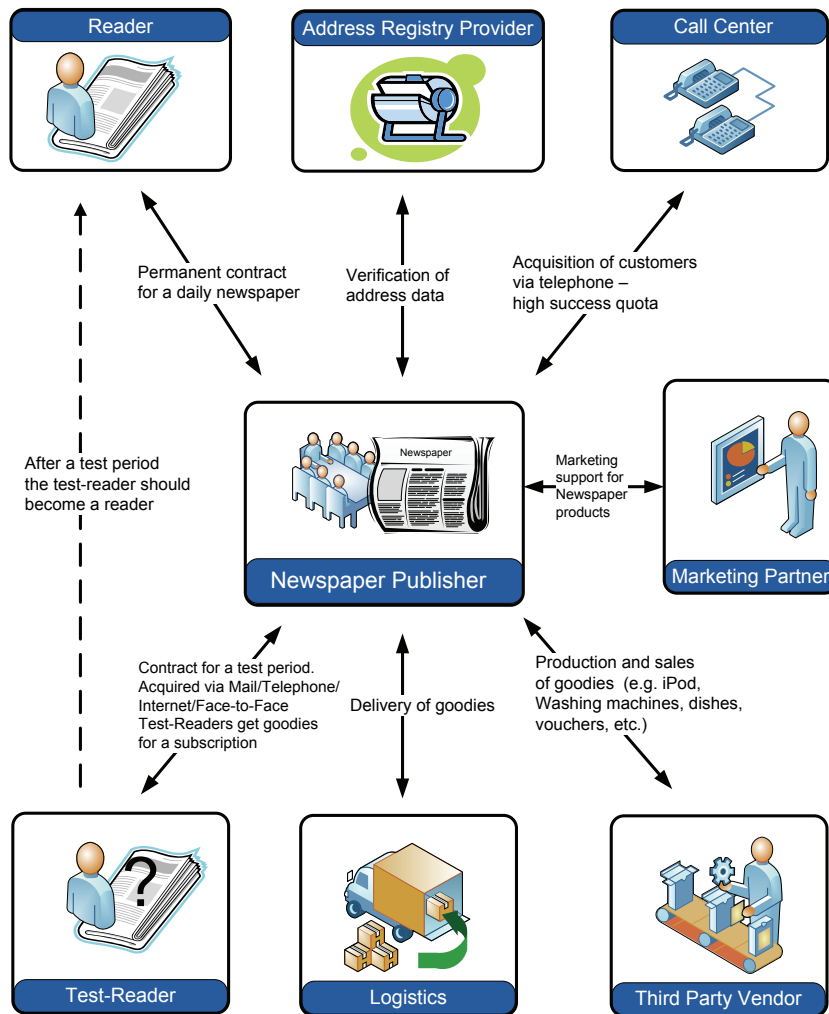 Reader
Address Registry Provider
Call Center
Permanent contract
for a daily newspaper
Verification of
address data
Acquisition of customers
via telephone –
high success quota
After a test period
the test-reader should
become a reader
Newspaper
Newspaper Publisher
Marketing
support for
Newspaper
products
Marketing Partner
Contract for a test period.
Acquired via Mail/Telephone/
Internet/Face-to-Face
Test-Readers get goodies
for a subscription
Delivery of goodies
Production and sales
of goodies (e.g. iPod,
Washing machines, dishes,
vouchers, etc.)
?
Test-Reader
Logistics
Third Party Vendor